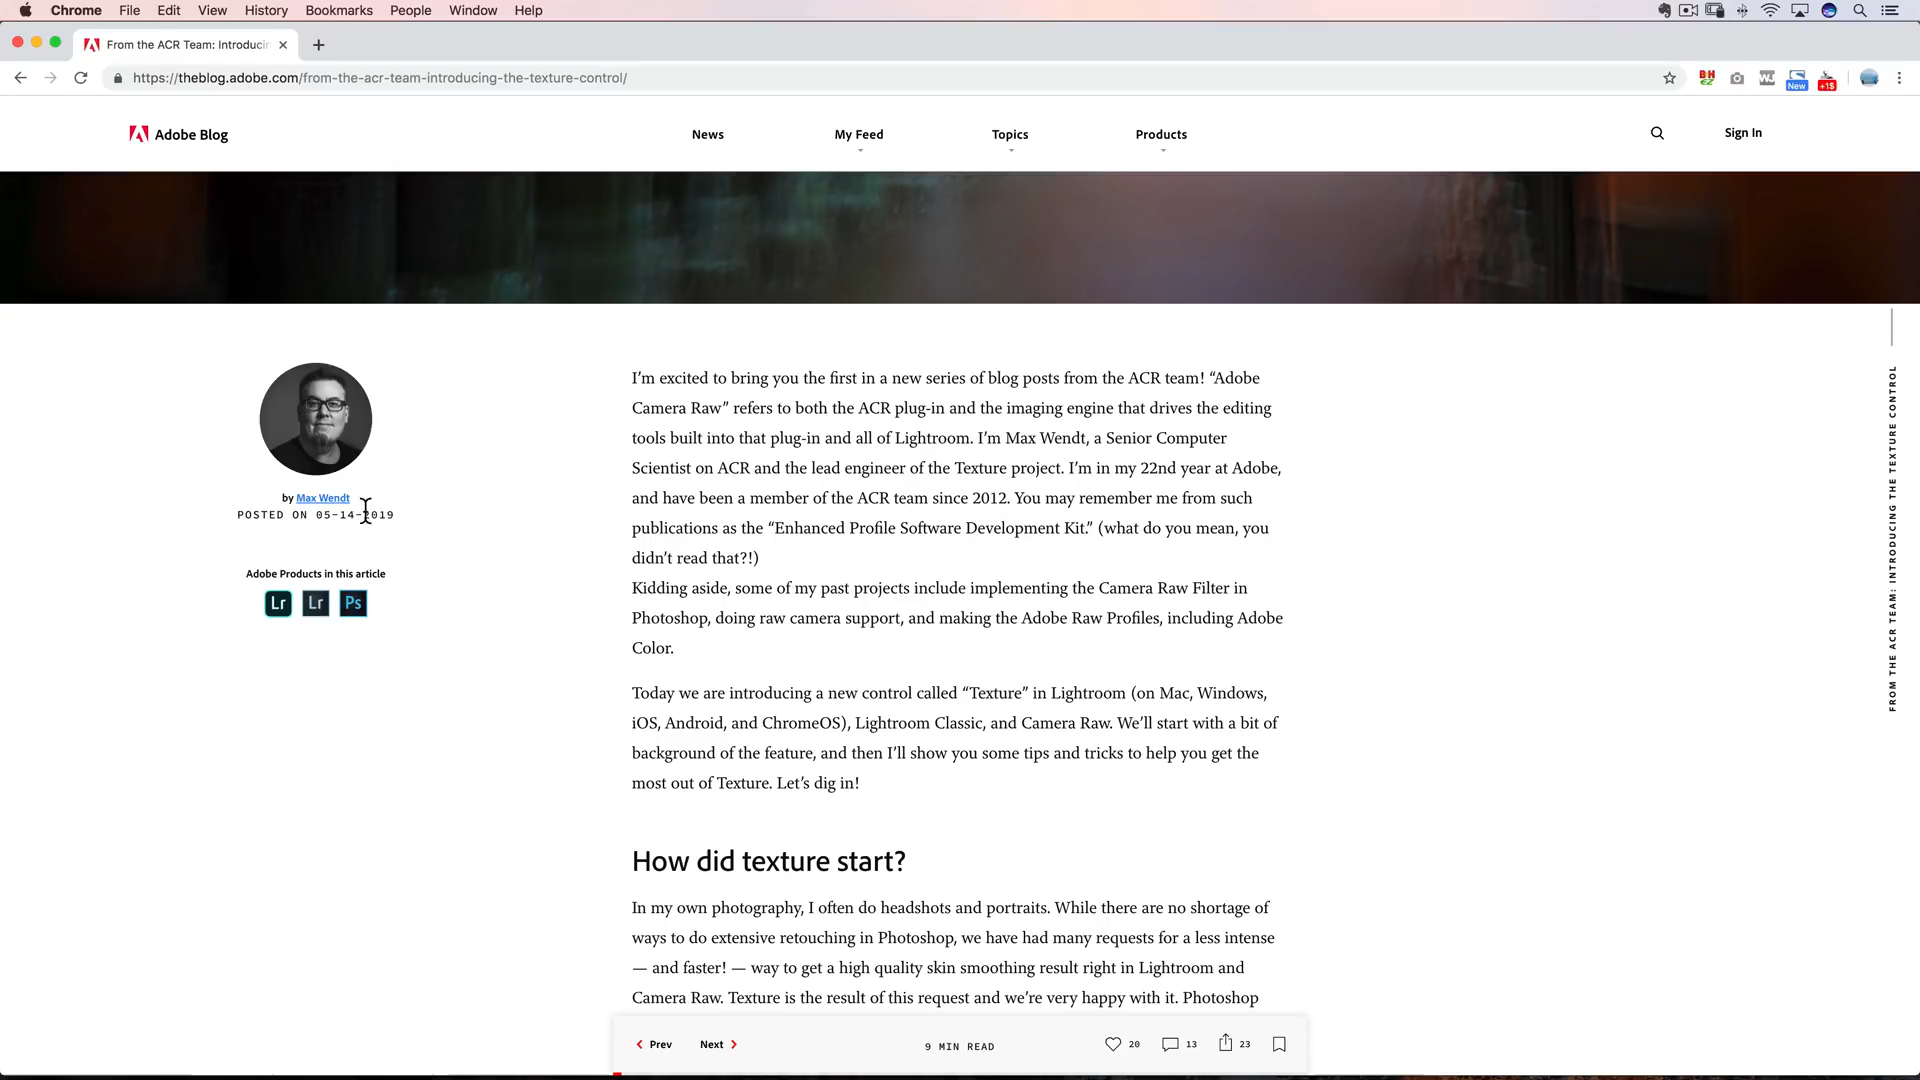 Chrome File Edit View History Bookmarks People Window Help
From the ACR Team: Introducin
https://theblog.adobe.com/from-the-acr-team-introducing-the-texture-control/
BH
EZ
WJ
New
+1$
Adobe Blog
News My Feed Topics Products
Sign In
by Max Wendt
POSTED ON 05-14-2019
Adobe Products in this article
Lr Lr Ps
I’m excited to bring you the first in a new series of blog posts from the ACR team! “Adobe
Camera Raw” refers to both the ACR plug-in and the imaging engine that drives the editing
tools built into that plug-in and all of Lightroom. I’m Max Wendt, a Senior Computer
Scientist on ACR and the lead engineer of the Texture project. I’m in my 22nd year at Adobe,
and have been a member of the ACR team since 2012. You may remember me from such
publications as the “Enhanced Profile Software Development Kit.” (what do you mean, you
didn’t read that?!)
Kidding aside, some of my past projects include implementing the Camera Raw Filter in
Photoshop, doing raw camera support, and making the Adobe Raw Profiles, including Adobe
Color.
Today we are introducing a new control called “Texture” in Lightroom (on Mac, Windows,
iOS, Android, and ChromeOS), Lightroom Classic, and Camera Raw. We’ll start with a bit of
background of the feature, and then I’ll show you some tips and tricks to help you get the
most out of Texture. Let’s dig in!
How did texture start?
In my own photography, I often do headshots and portraits. While there are no shortage of
ways to do extensive retouching in Photoshop, we have had many requests for a less intense
— and faster! — way to get a high quality skin smoothing result right in Lightroom and
Camera Raw. Texture is the result of this request and we’re very happy with it. Photoshop
Prev Next 9 MIN READ 20 13 23
FROM THE ACR TEAM: INTRODUCING THE TEXTURE CONTROL